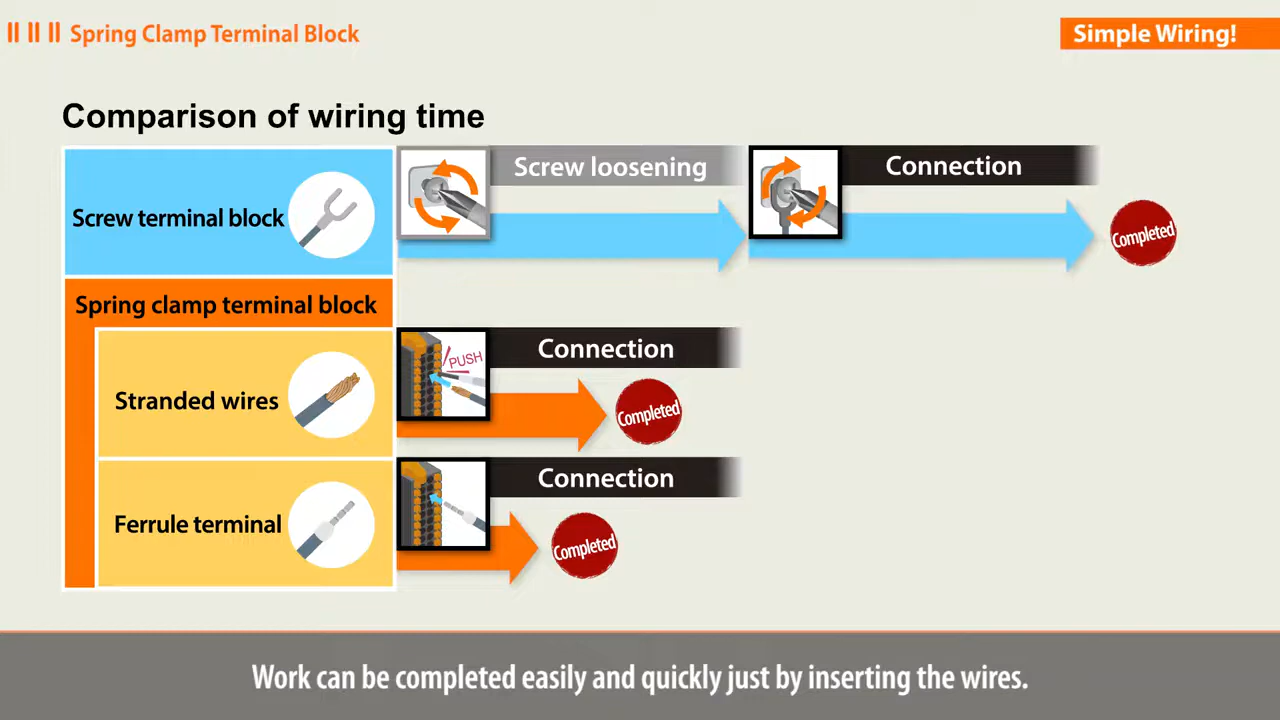 Spring Clamp Terminal Block
Simple Wiring!
Comparison of wiring time
Screw terminal block
Screw loosening
Connection
Completed
Spring clamp terminal block
Stranded wires
PUSH
Connection
Completed
Ferrule terminal
Connection
Completed
Work can be completed easily and quickly just by inserting the wires.